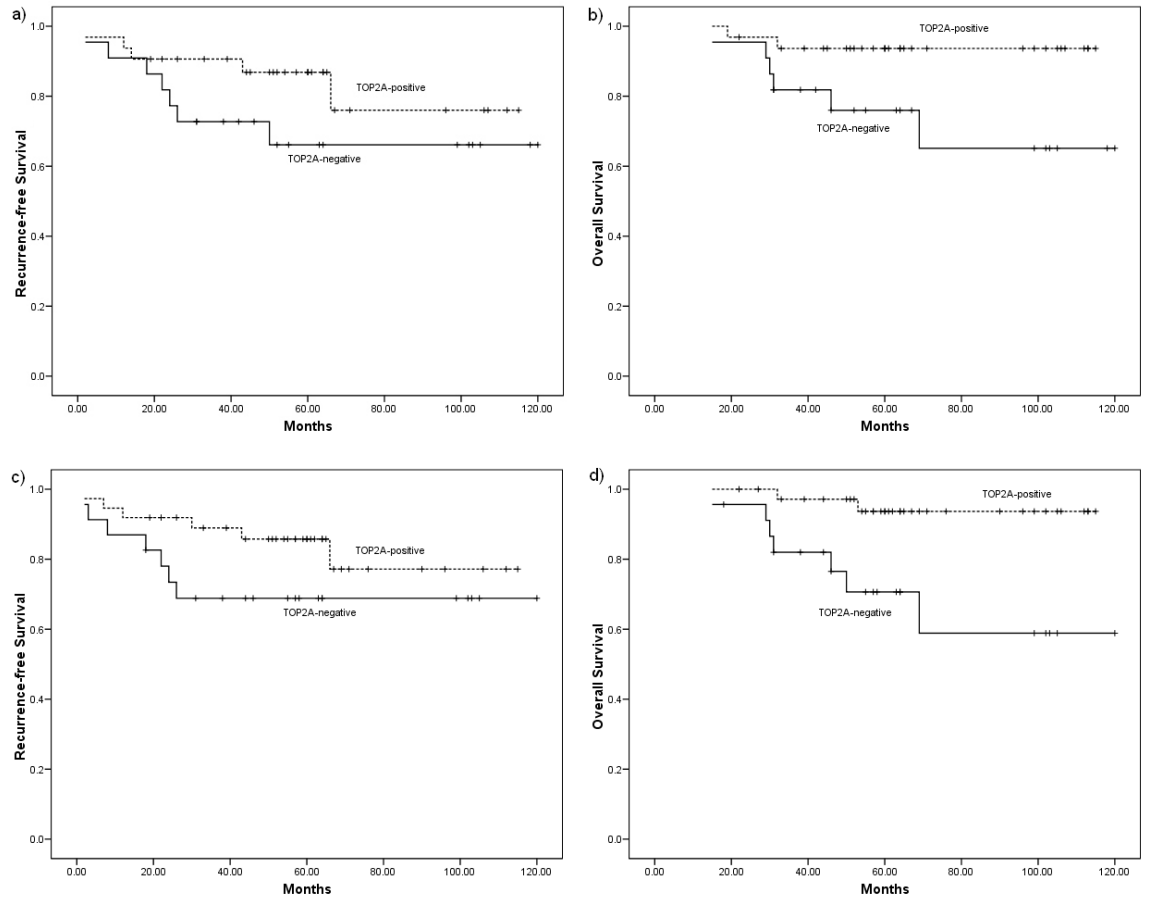 a)
1.0
0.8
0.6
0.4
0.2
0.0
Recurrence-free Survival
TOP2A-positive
TOP2A-negative
0.00 20.00 40.00 60.00 80.00 100.00 120.00
Months
b)
1.0
0.8
0.6
0.4
0.2
0.0
Overall Survival
TOP2A-positive
TOP2A-negative
0.00 20.00 40.00 60.00 80.00 100.00 120.00
Months
c)
1.0
0.8
0.6
0.4
0.2
0.0
Recurrence-free Survival
TOP2A-positive
TOP2A-negative
0.00 20.00 40.00 60.00 80.00 100.00 120.00
Months
d)
1.0
0.8
0.6
0.4
0.2
0.0
Overall Survival
TOP2A-positive
TOP2A-negative
0.00 20.00 40.00 60.00 80.00 100.00 120.00
Months